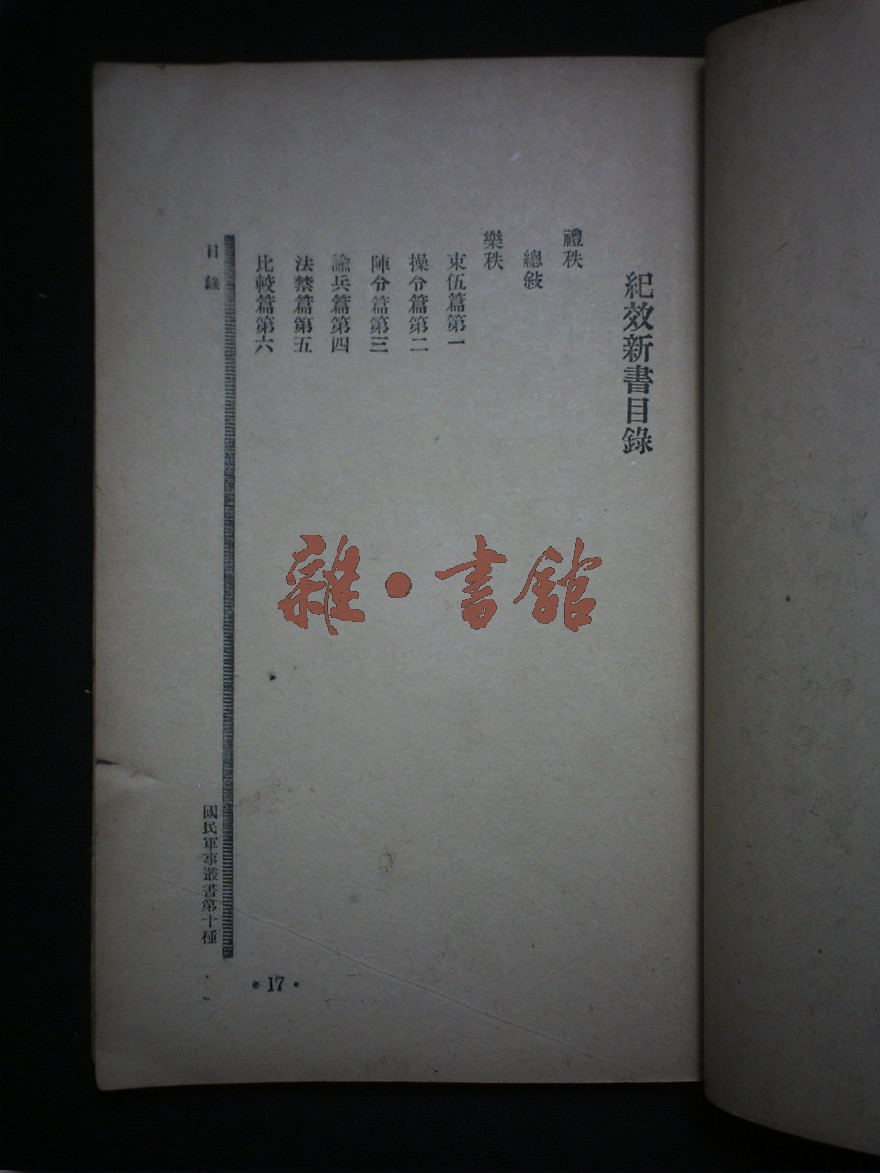 紀效新書目錄
禮秩
總敍
樂秩
束伍篇第一
操令篇第二
陣令篇第三
諭兵篇第四
法禁篇第五
比較篇第六
目錄
國民軍事叢書第十種
•17•
雜·書館